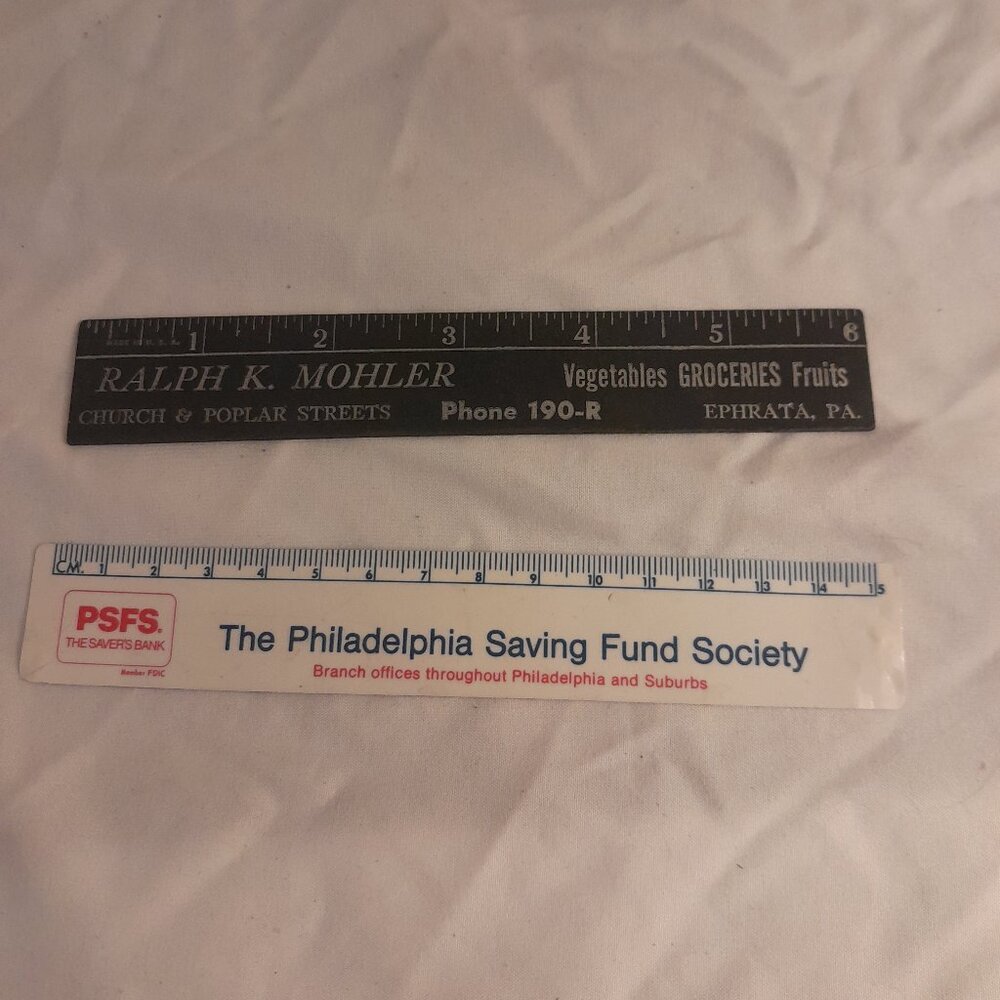 1 2 3 4 5 6
MADE IN U. S. A.
RALPH K. MOHLER Vegetables GROCERIES Fruits
CHURCH & POPLAR STREETS Phone 190-R EPHRATA, PA.
CM. 1 2 3 4 5 6 7 8 9 10 11 12 13 14 15
PSFS.
THE SAVER'S BANK
Member FDIC
The Philadelphia Saving Fund Society
Branch offices throughout Philadelphia and Suburbs